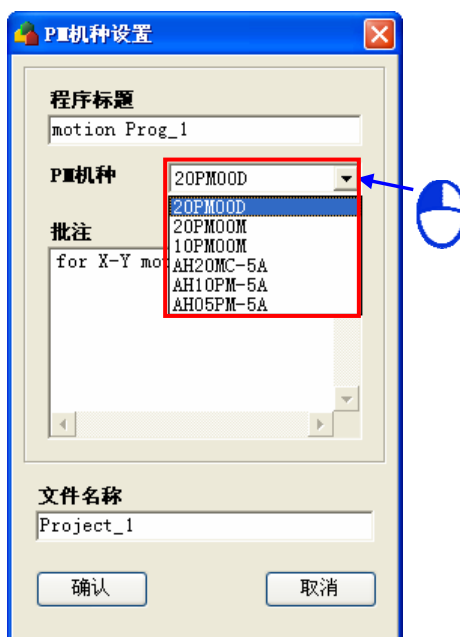 PM机种设置
程序标题
motion Prog_1
PM机种
20PM00D
20PM00D
20PM00M
10PM00M
AH20MC-5A
AH10PM-5A
AH05PM-5A
批注
for X-Y mot
文件名称
Project_1
确认
取消